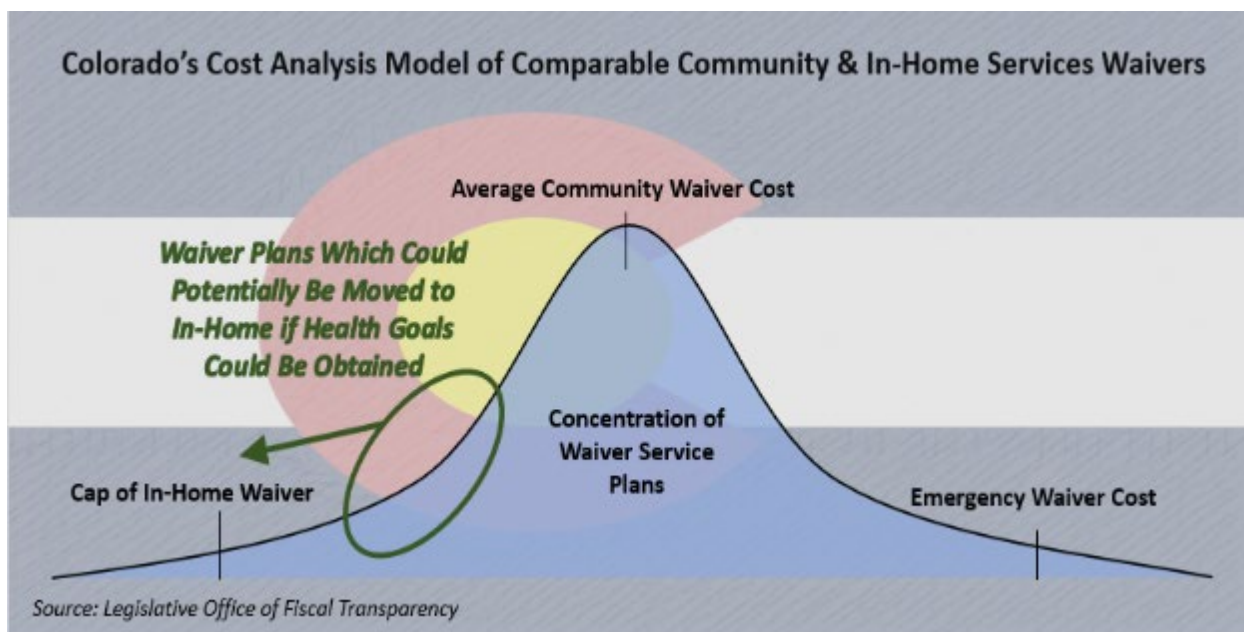 Colorado's Cost Analysis Model of Comparable Community & In-Home Services Waivers
Average Community Waiver Cost
Waiver Plans Which Could
Potentially Be Moved to
In-Home if Health Goals
Could Be Obtained
Concentration of
Waiver Service
Plans
Cap of In-Home Waiver
Emergency Waiver Cost
Source: Legislative Office of Fiscal Transparency